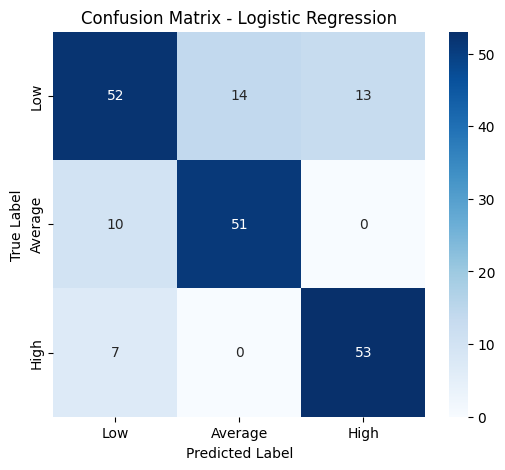 Confusion Matrix - Logistic Regression
True Label
Low
52 14 13
Average
10 51 0
High
7 0 53
Low Average High
Predicted Label
50
40
30
20
10
0